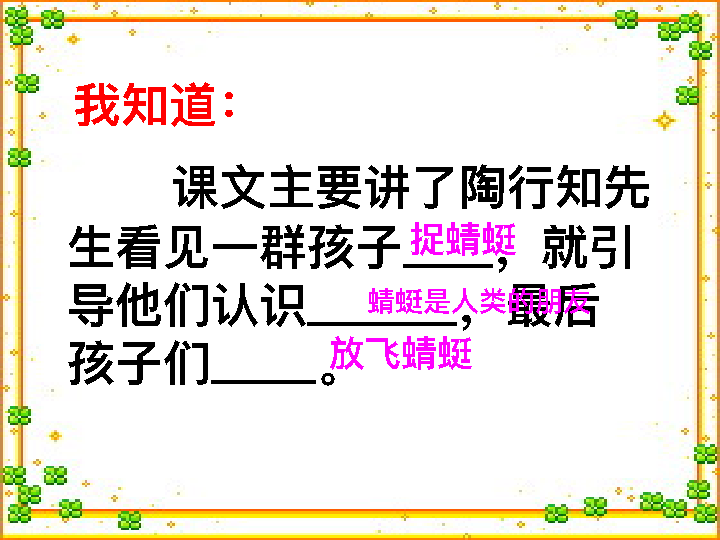 我知道：
课文主要讲了陶行知先
生看见一群孩子捉蜻蜓，就引
导他们认识蜻蜓是人类的朋友，最后
孩子们放飞蜻蜓。